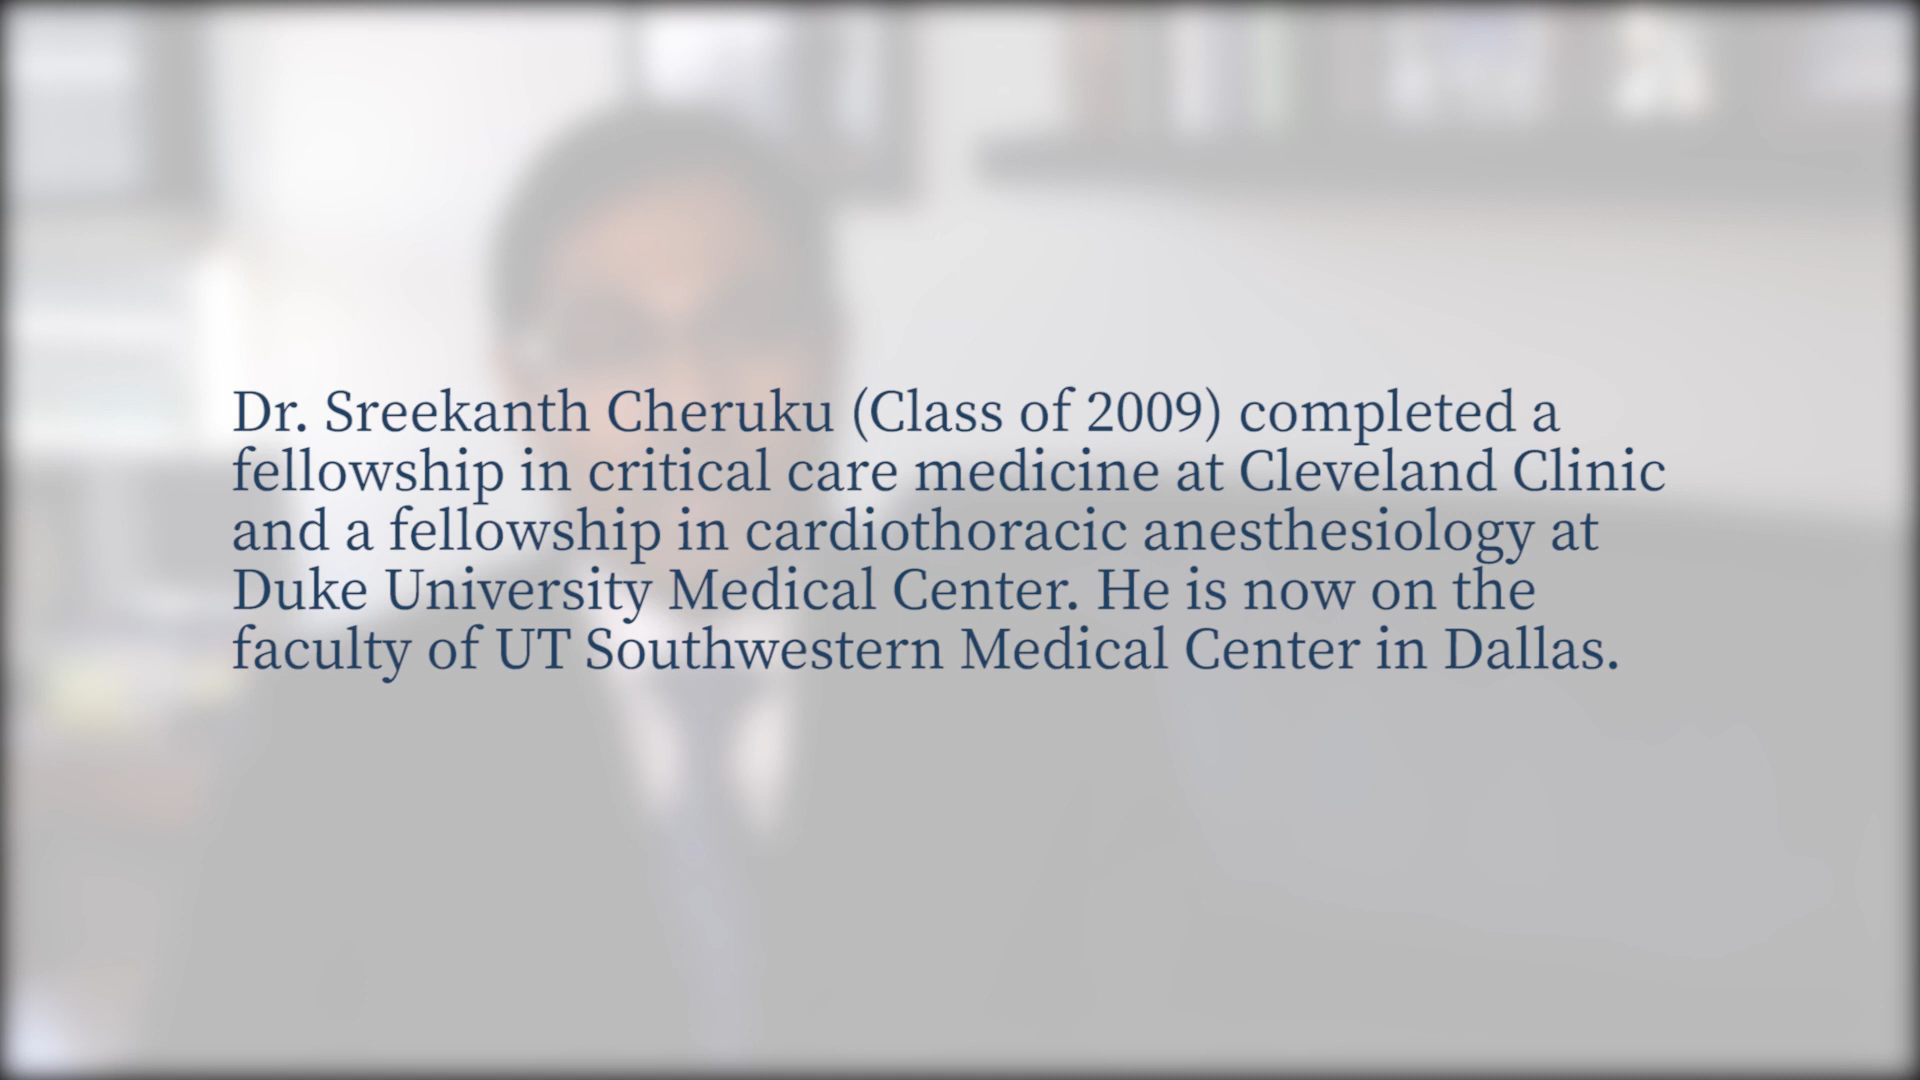 Dr. Sreekanth Cheruku (Class of 2009) completed a
fellowship in critical care medicine at Cleveland Clinic
and a fellowship in cardiothoracic anesthesiology at
Duke University Medical Center. He is now on the
faculty of UT Southwestern Medical Center in Dallas.